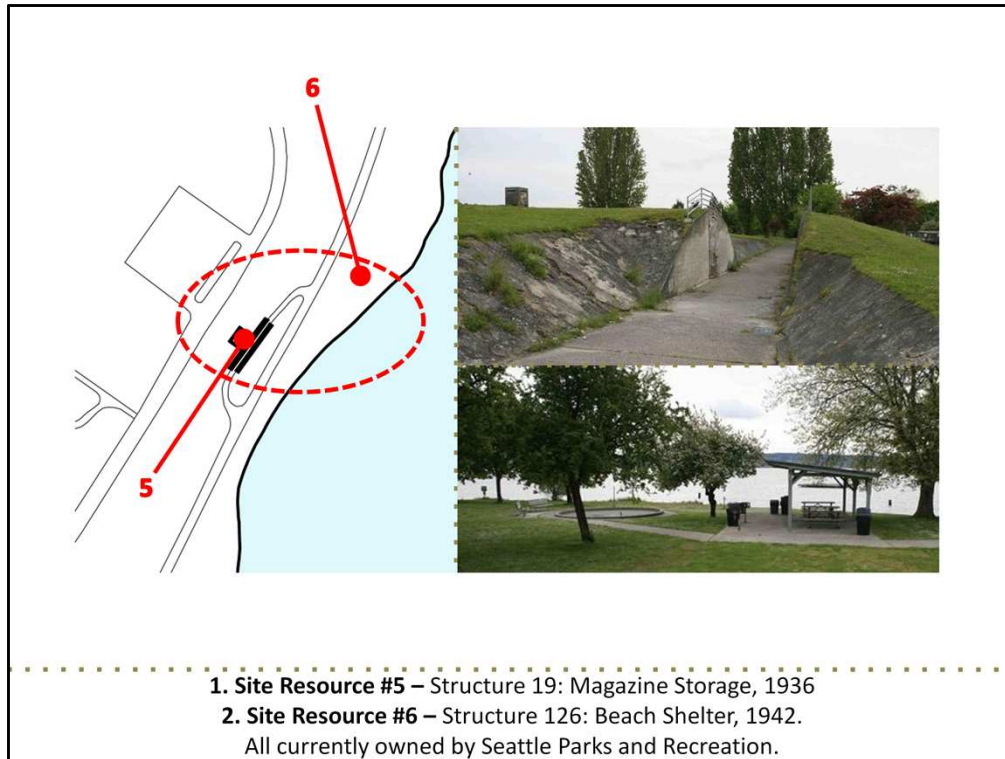 6
5
1. Site Resource #5 – Structure 19: Magazine Storage, 1936
2. Site Resource #6 – Structure 126: Beach Shelter, 1942.
All currently owned by Seattle Parks and Recreation.